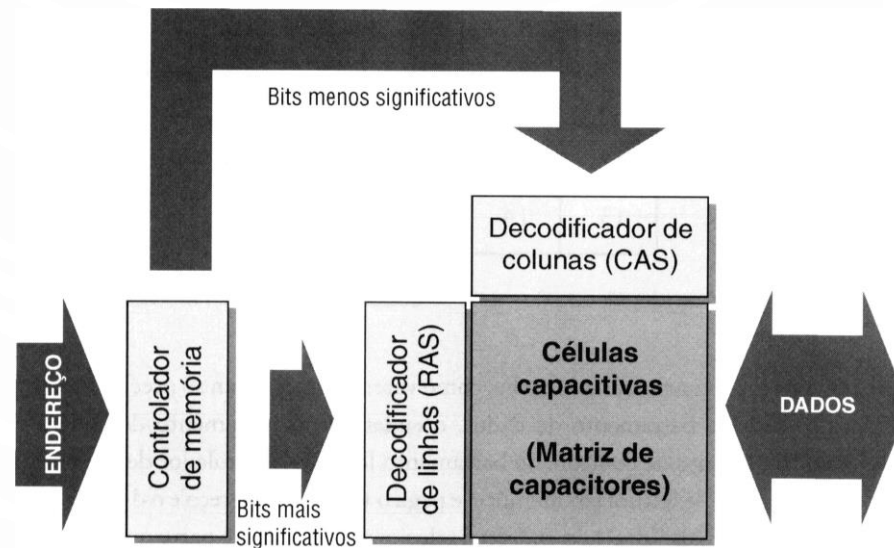 Bits menos significativos
Decodificador de
colunas (CAS)
ENDEREÇO
Controlador
de memória
Bits mais
significativos
Decodificador
de linhas (RAS)
Células
capacitivas
(Matriz de
capacitores)
DADOS